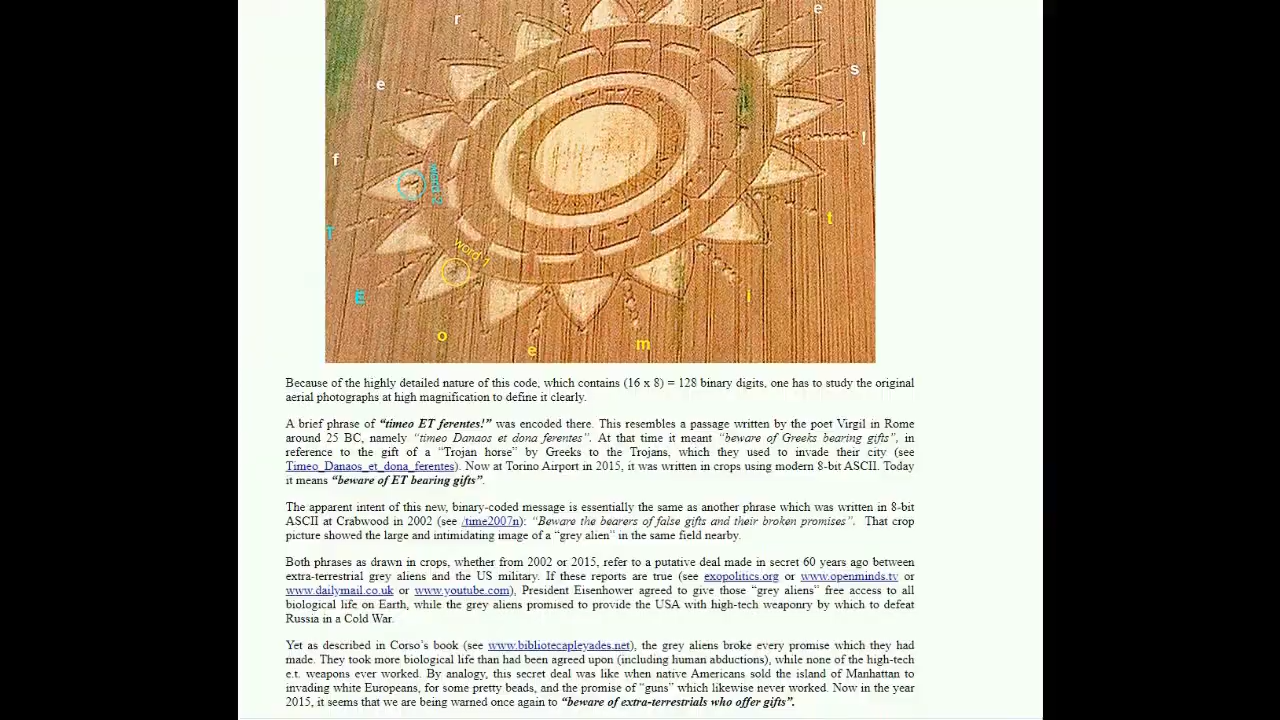 r
e
e
s
f
l
word 2
T
t
word 1
E
i
o
e
m
Because of the highly detailed nature of this code, which contains (16 x 8) = 128 binary digits, one has to study the original
aerial photographs at high magnification to define it clearly.
A brief phrase of “timeo ET ferentes!” was encoded there. This resembles a passage written by the poet Virgil in Rome
around 25 BC, namely “timeo Danaos et dona ferentes”. At that time it meant “beware of Greeks bearing gifts”, in
reference to the gift of a “Trojan horse” by Greeks to the Trojans, which they used to invade their city (see
Timeo_Danaos_et_dona_ferentes). Now at Torino Airport in 2015, it was written in crops using modern 8-bit ASCII. Today
it means “beware of ET bearing gifts”.
The apparent intent of this new, binary-coded message is essentially the same as another phrase which was written in 8-bit
ASCII at Crabwood in 2002 (see /time2007n): “Beware the bearers of false gifts and their broken promises”. That crop
picture showed the large and intimidating image of a “grey alien” in the same field nearby.
Both phrases as drawn in crops, whether from 2002 or 2015, refer to a putative deal made in secret 60 years ago between
extra-terrestrial grey aliens and the US military. If these reports are true (see exopolitics.org or www.openminds.tv or
www.dailymail.co.uk or www.youtube.com), President Eisenhower agreed to give those “grey aliens” free access to all
biological life on Earth, while the grey aliens promised to provide the USA with high-tech weaponry by which to defeat
Russia in a Cold War.
Yet as described in Corso’s book (see www.bibliotecapleyades.net), the grey aliens broke every promise which they had
made. They took more biological life than had been agreed upon (including human abductions), while none of the high-tech
e.t. weapons ever worked. By analogy, this secret deal was like when native Americans sold the island of Manhattan to
invading white Europeans, for some pretty beads, and the promise of “guns” which likewise never worked. Now in the year
2015, it seems that we are being warned once again to “beware of extra-terrestrials who offer gifts”.